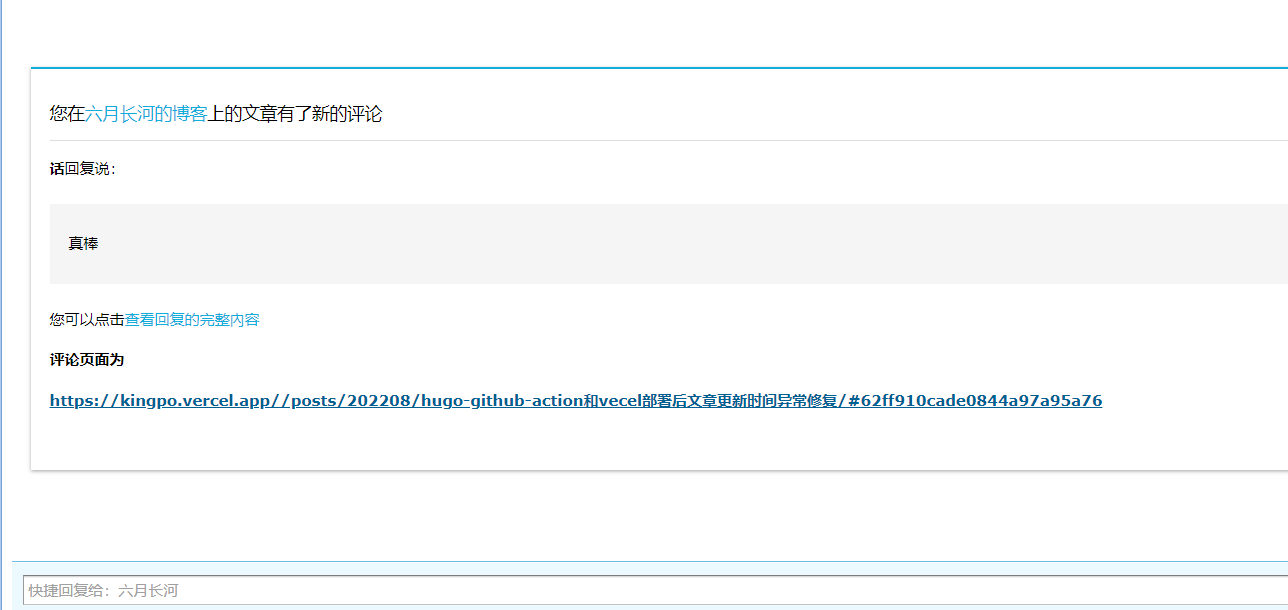 您在六月长河的博客上的文章有了新的评论
话回复说：
真棒
您可以点击查看回复的完整内容
评论页面为
https://kingpo.vercel.app//posts/202208/hugo-github-action和vecel部署后文章更新时间异常修复/#62ff910cade0844a97a95a76
快捷回复给：六月长河